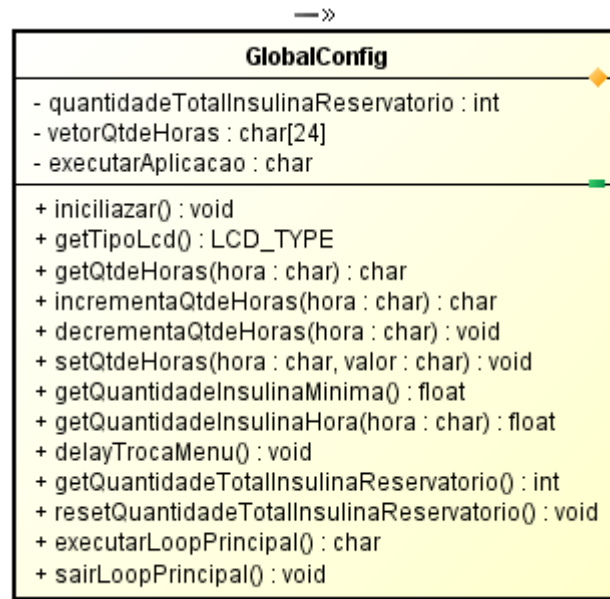 GlobalConfig
- quantidadeTotalInsulinaReservatorio : int
- vetorQtdeHoras : char[24]
- executarAplicacao : char
+ iniciliazar() : void
+ getTipoLcd() : LCD_TYPE
+ getQtdeHoras(hora : char) : char
+ incrementaQtdeHoras(hora : char) : char
+ decrementaQtdeHoras(hora : char) : void
+ setQtdeHoras(hora : char, valor : char) : void
+ getQuantidadeInsulinaMinima() : float
+ getQuantidadeInsulinaHora(hora : char) : float
+ delayTrocaMenu() : void
+ getQuantidadeTotalInsulinaReservatorio() : int
+ resetQuantidadeTotalInsulinaReservatorio() : void
+ executarLoopPrincipal() : char
+ sairLoopPrincipal() : void